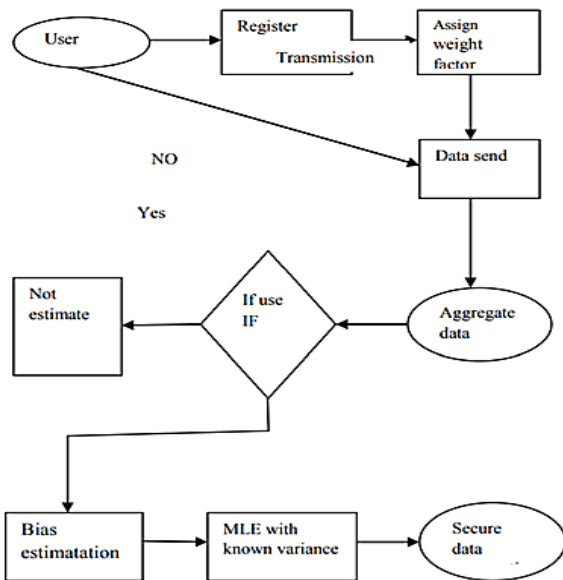 User
Register
Transmission
Assign
weight
factor
Data send
NO
Yes
Not
estimate
If use
IF
Aggregate
data
Bias
estimatation
MLE with
known variance
Secure
data